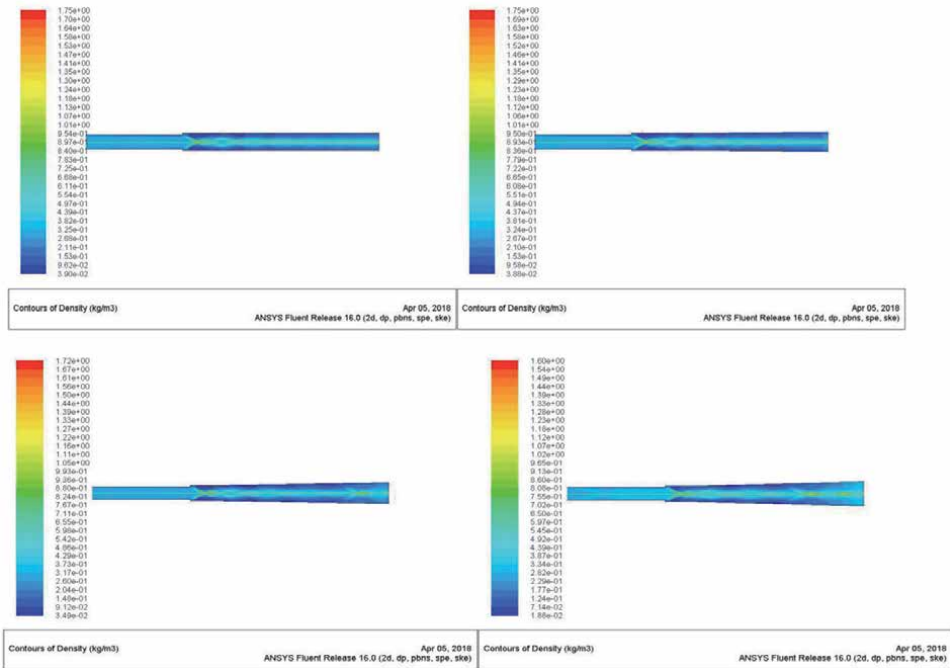 1.75e+00
1.70e+00
1.64e+00
1.58e+00
1.53e+00
1.47e+00
1.41e+00
1.35e+00
1.30e+00
1.24e+00
1.18e+00
1.13e+00
1.07e+00
1.01e+00
9.54e-01
8.97e-01
8.40e-01
7.83e-01
7.25e-01
6.68e-01
6.11e-01
5.54e-01
4.97e-01
4.39e-01
3.82e-01
3.25e-01
2.68e-01
2.11e-01
1.53e-01
9.62e-02
3.90e-02
Contours of Density (kg/m3)
Apr 05, 2018
ANSYS Fluent Release 16.0 (2d, dp, pbns, spe, ske)
1.75e+00
1.69e+00
1.63e+00
1.58e+00
1.52e+00
1.46e+00
1.41e+00
1.35e+00
1.29e+00
1.23e+00
1.18e+00
1.12e+00
1.06e+00
1.01e+00
9.50e-01
8.93e-01
8.36e-01
7.79e-01
7.22e-01
6.65e-01
6.08e-01
5.51e-01
4.94e-01
4.37e-01
3.81e-01
3.24e-01
2.67e-01
2.10e-01
1.53e-01
9.58e-02
3.88e-02
Contours of Density (kg/m3)
Apr 05, 2018
ANSYS Fluent Release 16.0 (2d, dp, pbns, spe, ske)
1.72e+00
1.67e+00
1.61e+00
1.56e+00
1.50e+00
1.44e+00
1.39e+00
1.33e+00
1.27e+00
1.22e+00
1.16e+00
1.11e+00
1.05e+00
9.93e-01
9.36e-01
8.80e-01
8.24e-01
7.67e-01
7.11e-01
6.55e-01
5.98e-01
5.42e-01
4.86e-01
4.29e-01
3.73e-01
3.17e-01
2.60e-01
2.04e-01
1.48e-01
9.12e-02
3.49e-02
Contours of Density (kg/m3)
Apr 05, 2018
ANSYS Fluent Release 16.0 (2d, dp, pbns, spe, ske)
1.60e+00
1.54e+00
1.49e+00
1.44e+00
1.39e+00
1.33e+00
1.28e+00
1.23e+00
1.18e+00
1.12e+00
1.07e+00
1.02e+00
9.65e-01
9.13e-01
8.60e-01
8.08e-01
7.55e-01
7.02e-01
6.50e-01
5.97e-01
5.45e-01
4.92e-01
4.39e-01
3.87e-01
3.34e-01
2.82e-01
2.29e-01
1.77e-01
1.24e-01
7.14e-02
1.88e-02
Contours of Density (kg/m3)
Apr 05, 2018
ANSYS Fluent Release 16.0 (2d, dp, pbns, spe, ske)